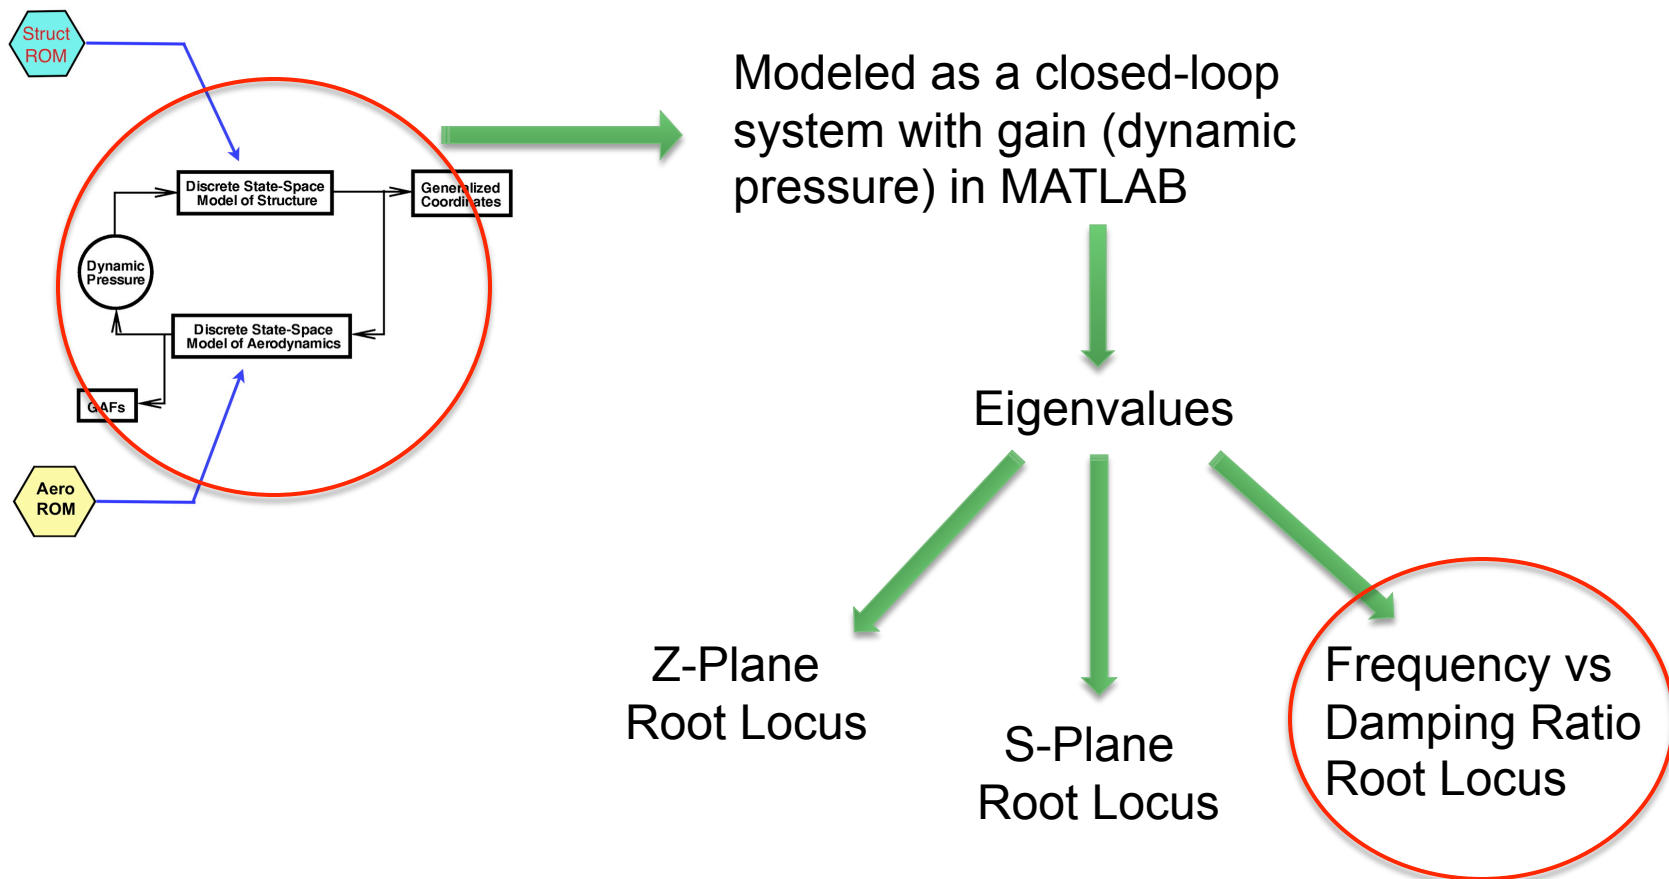 Struct
ROM
Modeled as a closed-loop
system with gain (dynamic
pressure) in MATLAB
Discrete State-Space
Model of Structure
Generalized
Coordinates
Dynamic
Pressure
Discrete State-Space
Model of Aerodynamics
GAFs
Aero
ROM
Eigenvalues
Z-Plane
Root Locus
S-Plane
Root Locus
Frequency vs
Damping Ratio
Root Locus